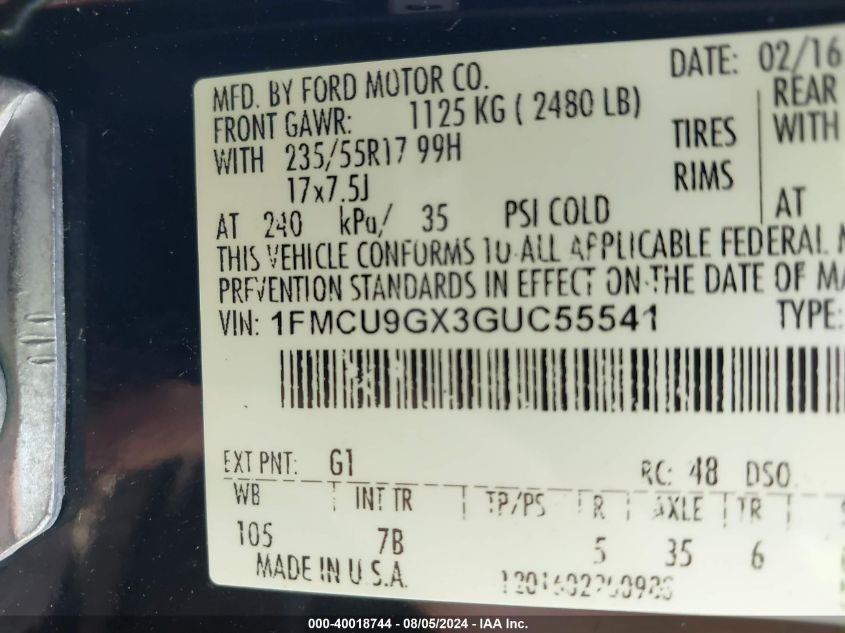 DATE: 02/16
MFD. BY FORD MOTOR CO.
FRONT GAWR: 1125 KG ( 2480 LB) REAR
WITH 235/55R17 99H TIRES WITH
17x7.5J RIMS
AT 240 kPa/ 35 PSI COLD AT
THIS VEHICLE CONFORMS TO ALL APPLICABLE FEDERAL
PREVENTION STANDARDS IN EFFECT ON THE DATE OF
VIN: 1FMCU9GX3GUC55541 TYPE:
EXT PNT: G1 RC: 48 DSO
WB INT TR TP/PS R AXLE TR
105 7B 5 35 6
MADE IN U.S.A.
000-40018744 - 08/05/2024 - IAAI Inc.